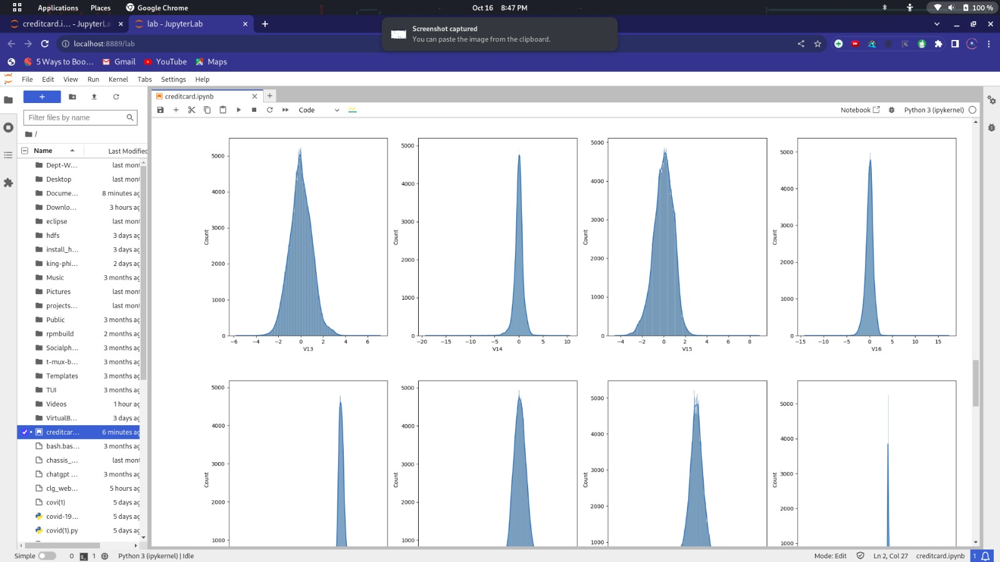 Applications Places Google Chrome Oct 16 8:47 PM 100 %
creditcard.i… - JupyterLa lab - JupyterLab
Screenshot captured
You can paste the image from the clipboard.
localhost:8889/lab
5 Ways to Boo… Gmail YouTube Maps
File Edit View Run Kernel Tabs Settings Help
creditcard.ipynb
Code Notebook Python 3 (ipykernel)
Filter files by name
/
Name Last Modified
Dept-W… last mont
Desktop last mont
Docume… 8 minutes ag
Downlo… 3 hours ag
eclipse last mont
hdfs 3 days ag
install_h… 3 days ag
king-phi… 2 days ag
Music 3 months ag
Pictures last mont
projects… last mont
Public 3 months ag
rpmbuild 2 months ag
Socialph… 3 months ag
t-mux-b… 3 months ag
Templates 3 months ag
TUI 3 months ag
Videos 1 hour ag
VirtualB… 3 days ag
creditcar… 6 minutes ag
bash.bas… 3 months ag
chassis_… last mont
chatgpt … 3 months ag
clg_web… 5 hours ag
covi(1) 5 days ag
covid-19… 5 days ag
covid(1).py 5 days ag
5000
4000
3000
2000
1000
0
Count
−6 −4 −2 0 2 4 6
V13
5000
4000
3000
2000
1000
0
Count
−20 −15 −10 −5 0 5 10
V14
5000
4000
3000
2000
1000
0
Count
−4 −2 0 2 4 6 8
V15
5000
4000
3000
2000
1000
0
Count
−15 −10 −5 0 5 10 15
V16
5000
4000
3000
2000
1000
Count
5000
4000
3000
2000
1000
Count
5000
4000
3000
2000
1000
Count
5000
4000
3000
2000
1000
Count
Simple 0 1 Python 3 (ipykernel) | Idle Mode: Edit Ln 2, Col 27 creditcard.ipynb 1